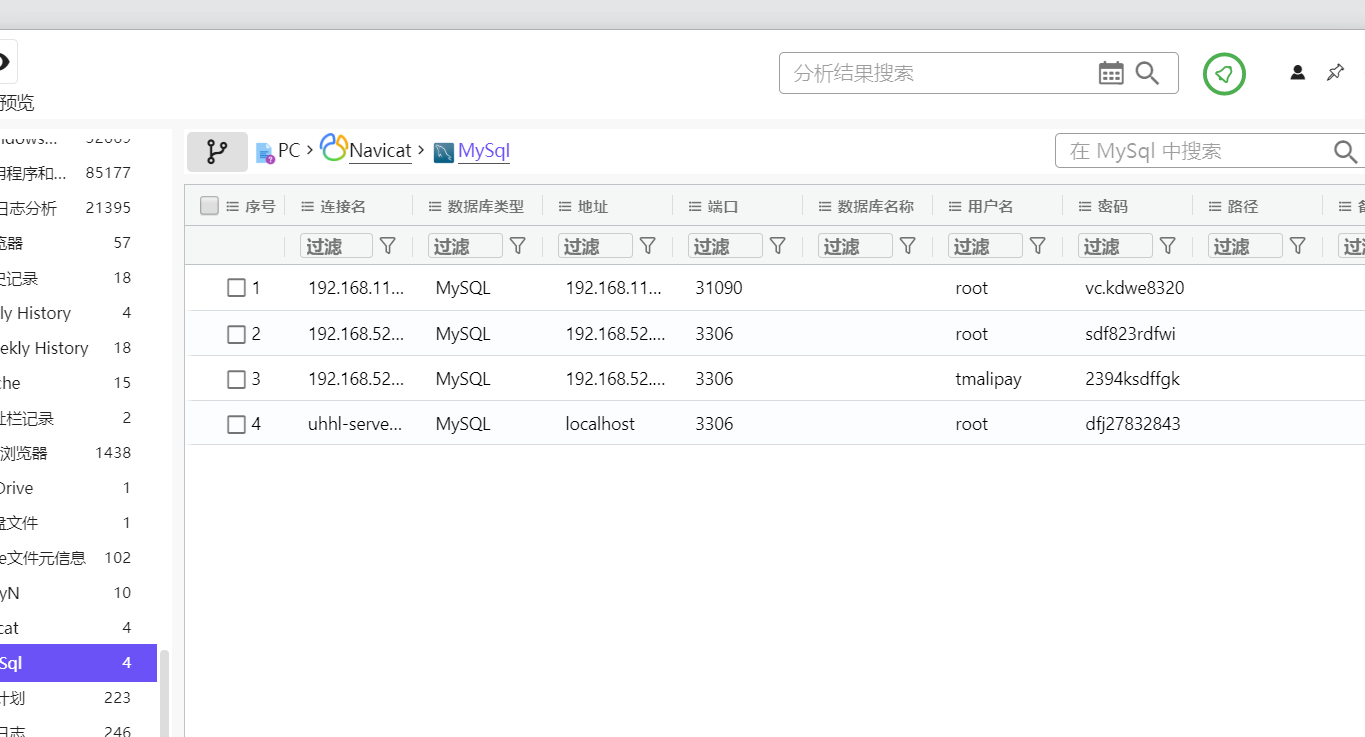 分析结果搜索
预览
PC › Navicat › MySql
在 MySql 中搜索
ndows...
用程序和... 85177
日志分析 21395
览器 57
史记录 18
ly History 4
ekly History 18
che 15
址栏记录 2
浏览器 1438
Drive 1
盘文件 1
e文件元信息 102
yN 10
cat 4
Sql 4
计划 223
日志 246
序号 连接名 数据库类型 地址 端口 数据库名称 用户名 密码 路径
过滤 过滤 过滤 过滤 过滤 过滤 过滤 过滤 过滤
1 192.168.11... MySQL 192.168.11... 31090 root vc.kdwe8320
2 192.168.52... MySQL 192.168.52.... 3306 root sdf823rdfwi
3 192.168.52... MySQL 192.168.52.... 3306 tmalipay 2394ksdffgk
4 uhhl-serve... MySQL localhost 3306 root dfj27832843